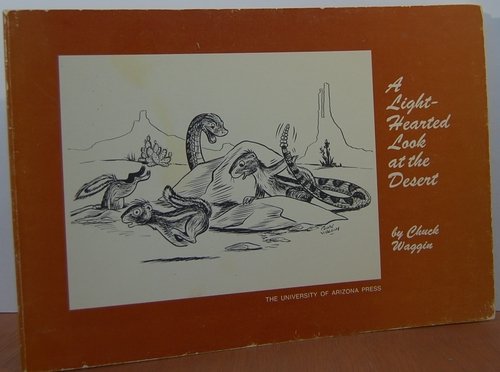 A
Light-
Hearted
Look
at the
Desert
by Chuck
Waggin
THE UNIVERSITY OF ARIZONA PRESS